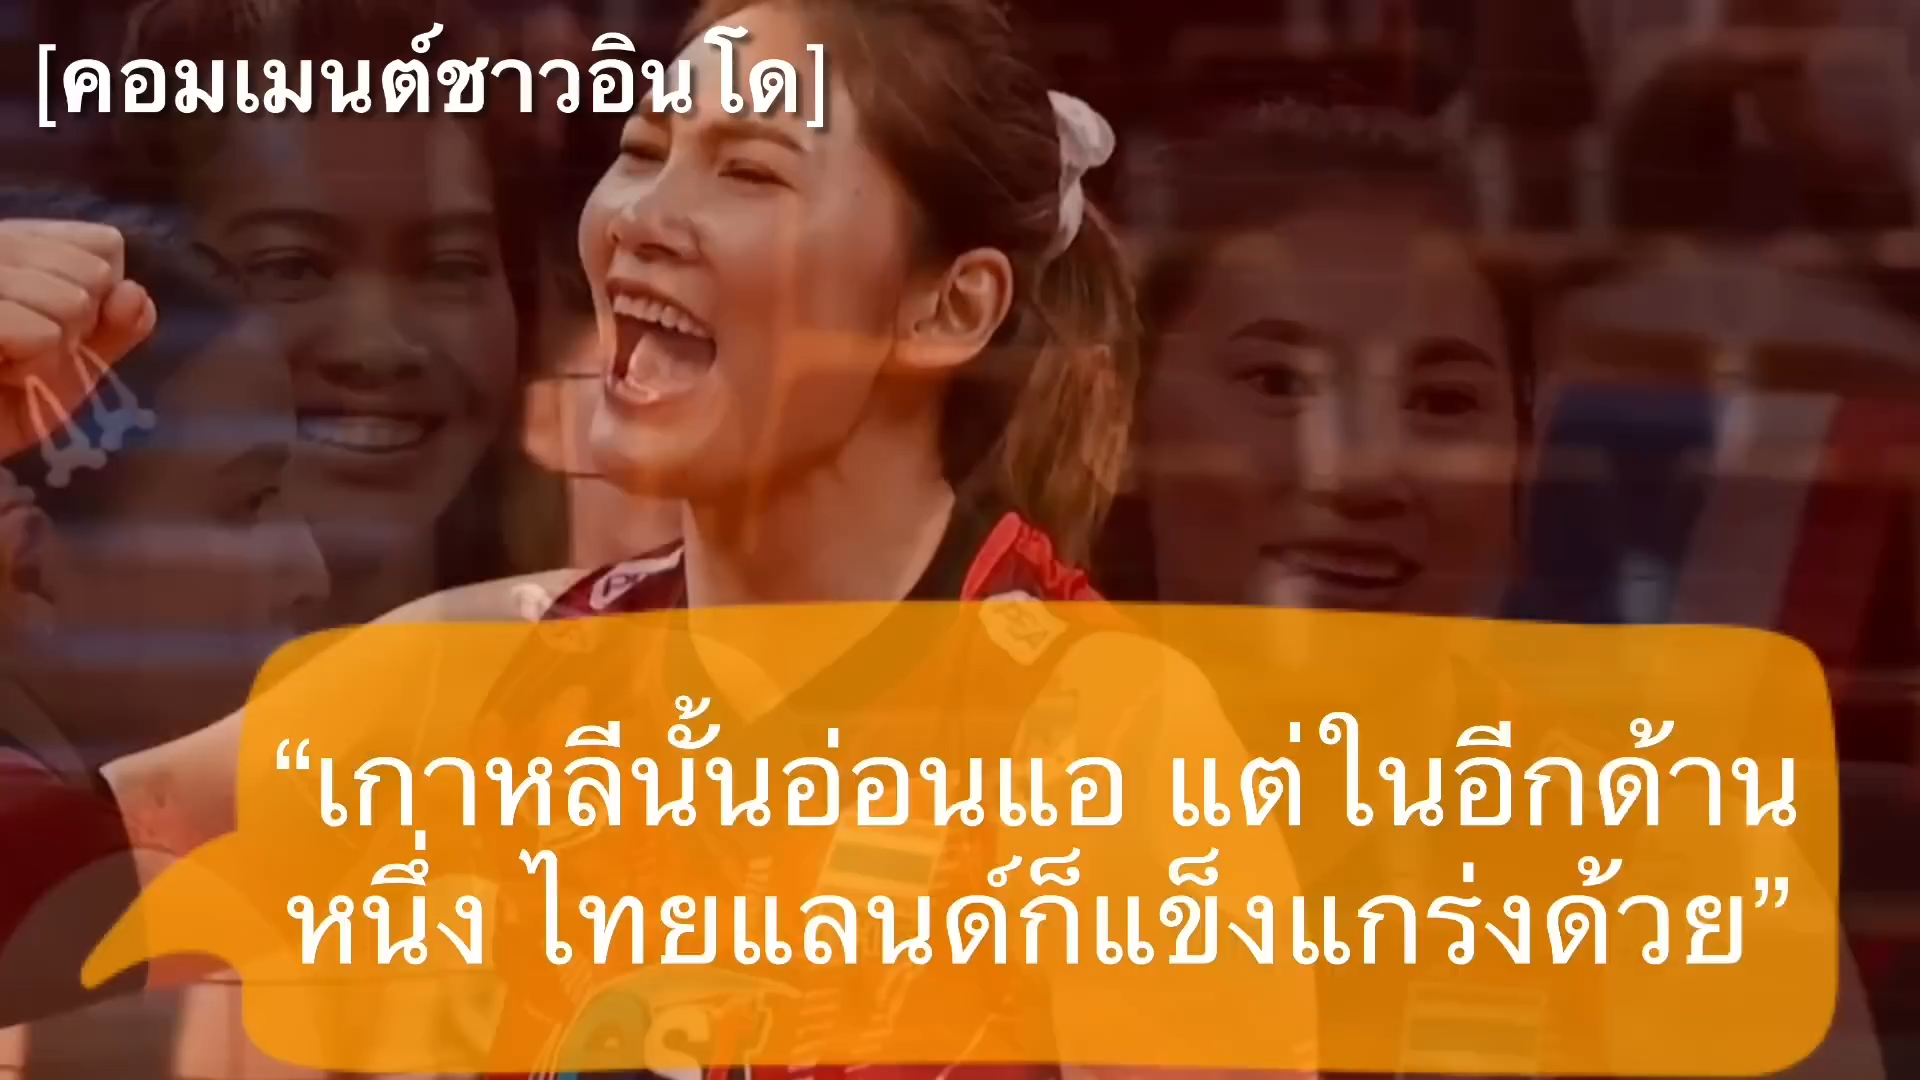 [คอมเมนต์ชาวอินโด]
“เกาหลีนั้นอ่อนแอ แต่ในอีกด้าน
หนึ่ง ไทยแลนด์ก็แข็งแกร่งด้วย”
est